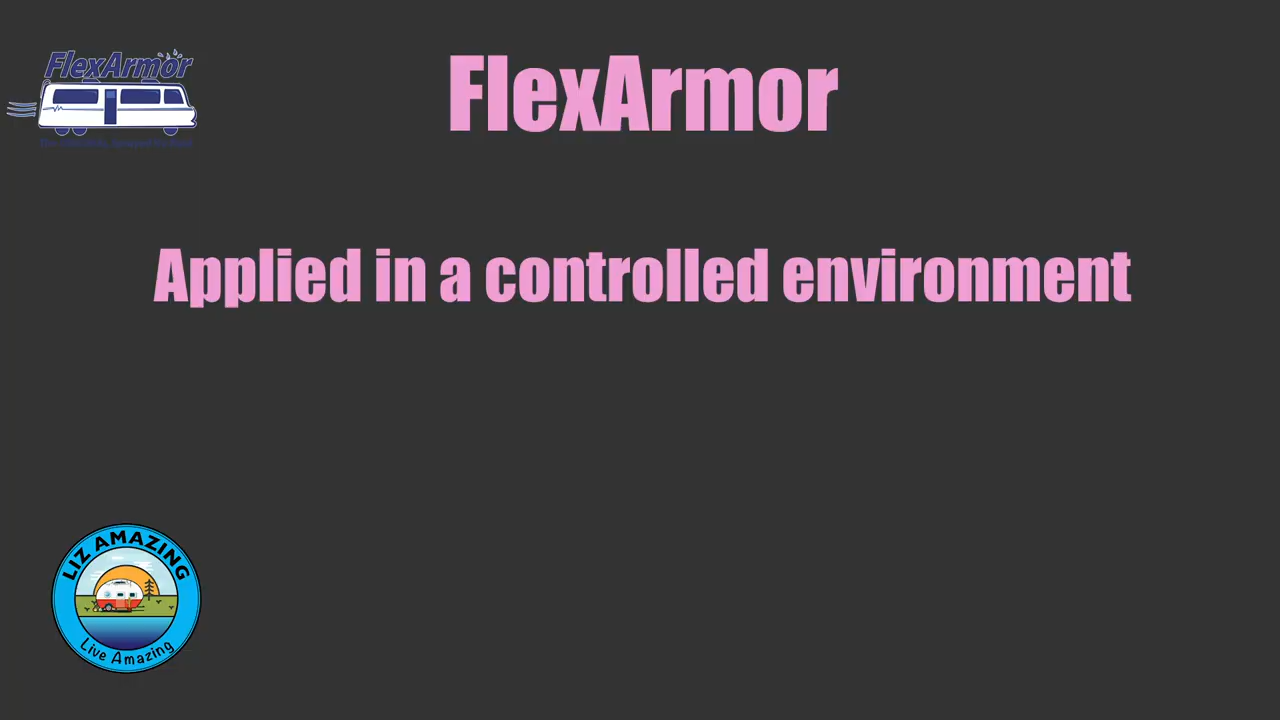 FlexArmor
FlexArmor
Applied in a controlled environment
LIZ AMAZING
Live Amazing